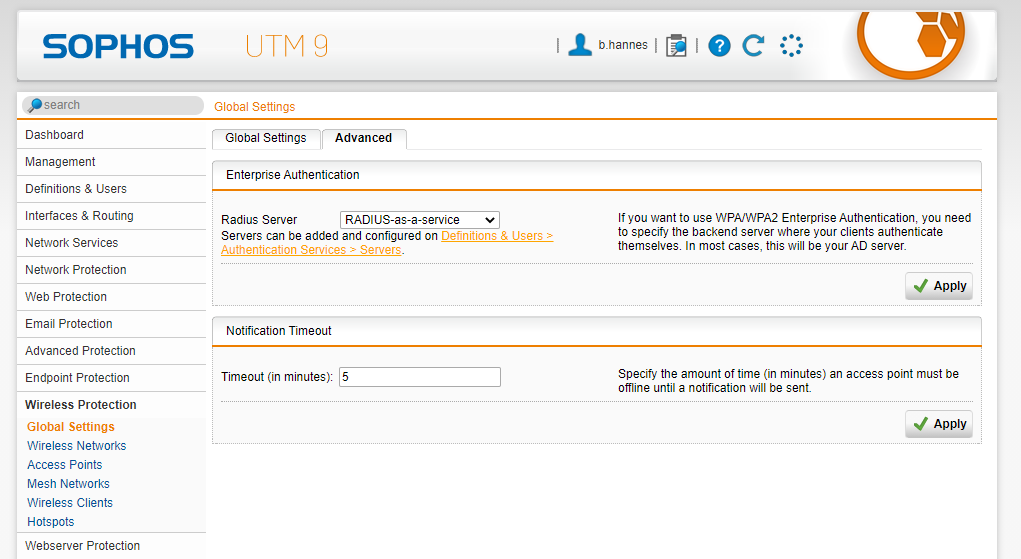 SOPHOS UTM 9
| b.hannes | |
search
Global Settings
Dashboard
Management
Definitions & Users
Interfaces & Routing
Network Services
Network Protection
Web Protection
Email Protection
Advanced Protection
Endpoint Protection
Wireless Protection
Global Settings
Wireless Networks
Access Points
Mesh Networks
Wireless Clients
Hotspots
Webserver Protection
Global Settings Advanced
Enterprise Authentication
Radius Server RADIUS-as-a-service
Servers can be added and configured on Definitions & Users >
Authentication Services > Servers.
If you want to use WPA/WPA2 Enterprise Authentication, you need
to specify the backend server where your clients authenticate
themselves. In most cases, this will be your AD server.
Apply
Notification Timeout
Timeout (in minutes): 5
Specify the amount of time (in minutes) an access point must be
offline until a notification will be sent.
Apply